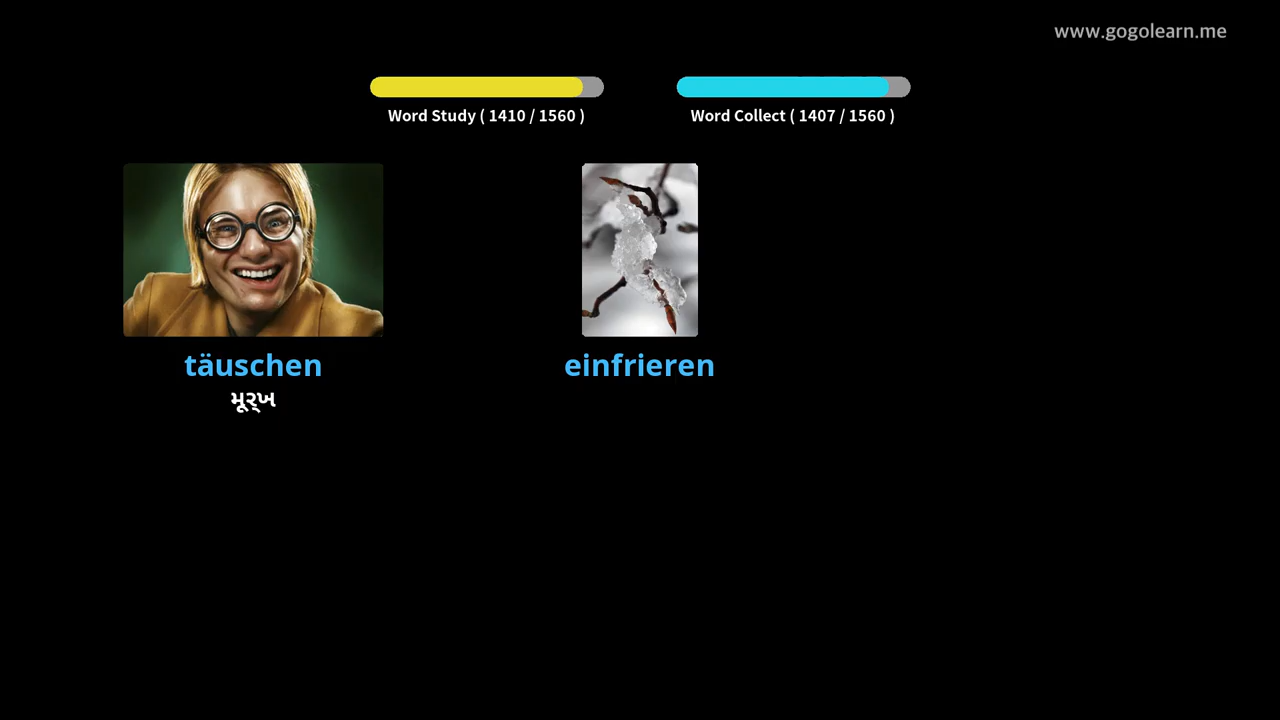 www.gogolearn.me
Word Study ( 1410 / 1560 )
Word Collect ( 1407 / 1560 )
täuschen
einfrieren
મૂર્ખ